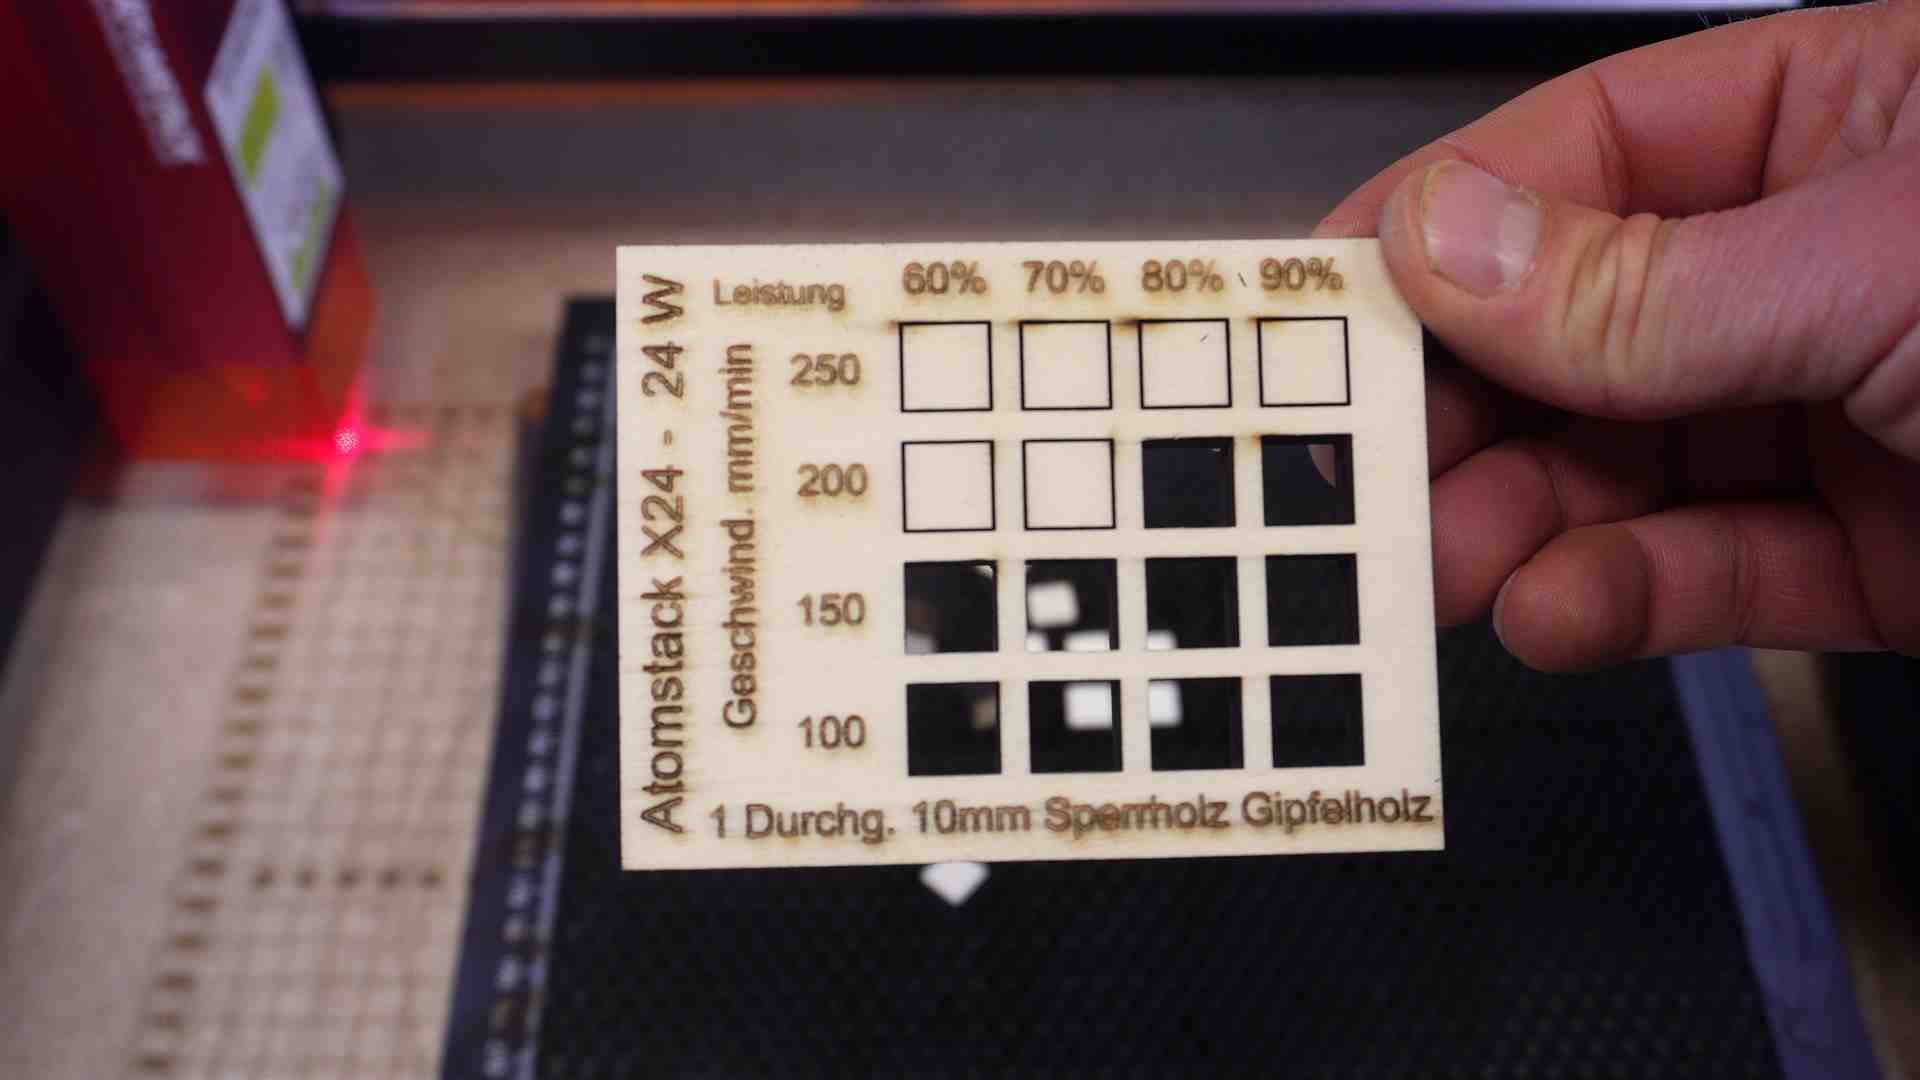 Atomstack X24 - 24 W
Leistung 60% 70% 80% 90%
Geschwind. mm/min
250
200
150
100
1 Durchg. 10mm Sperrholz Gipfelholz